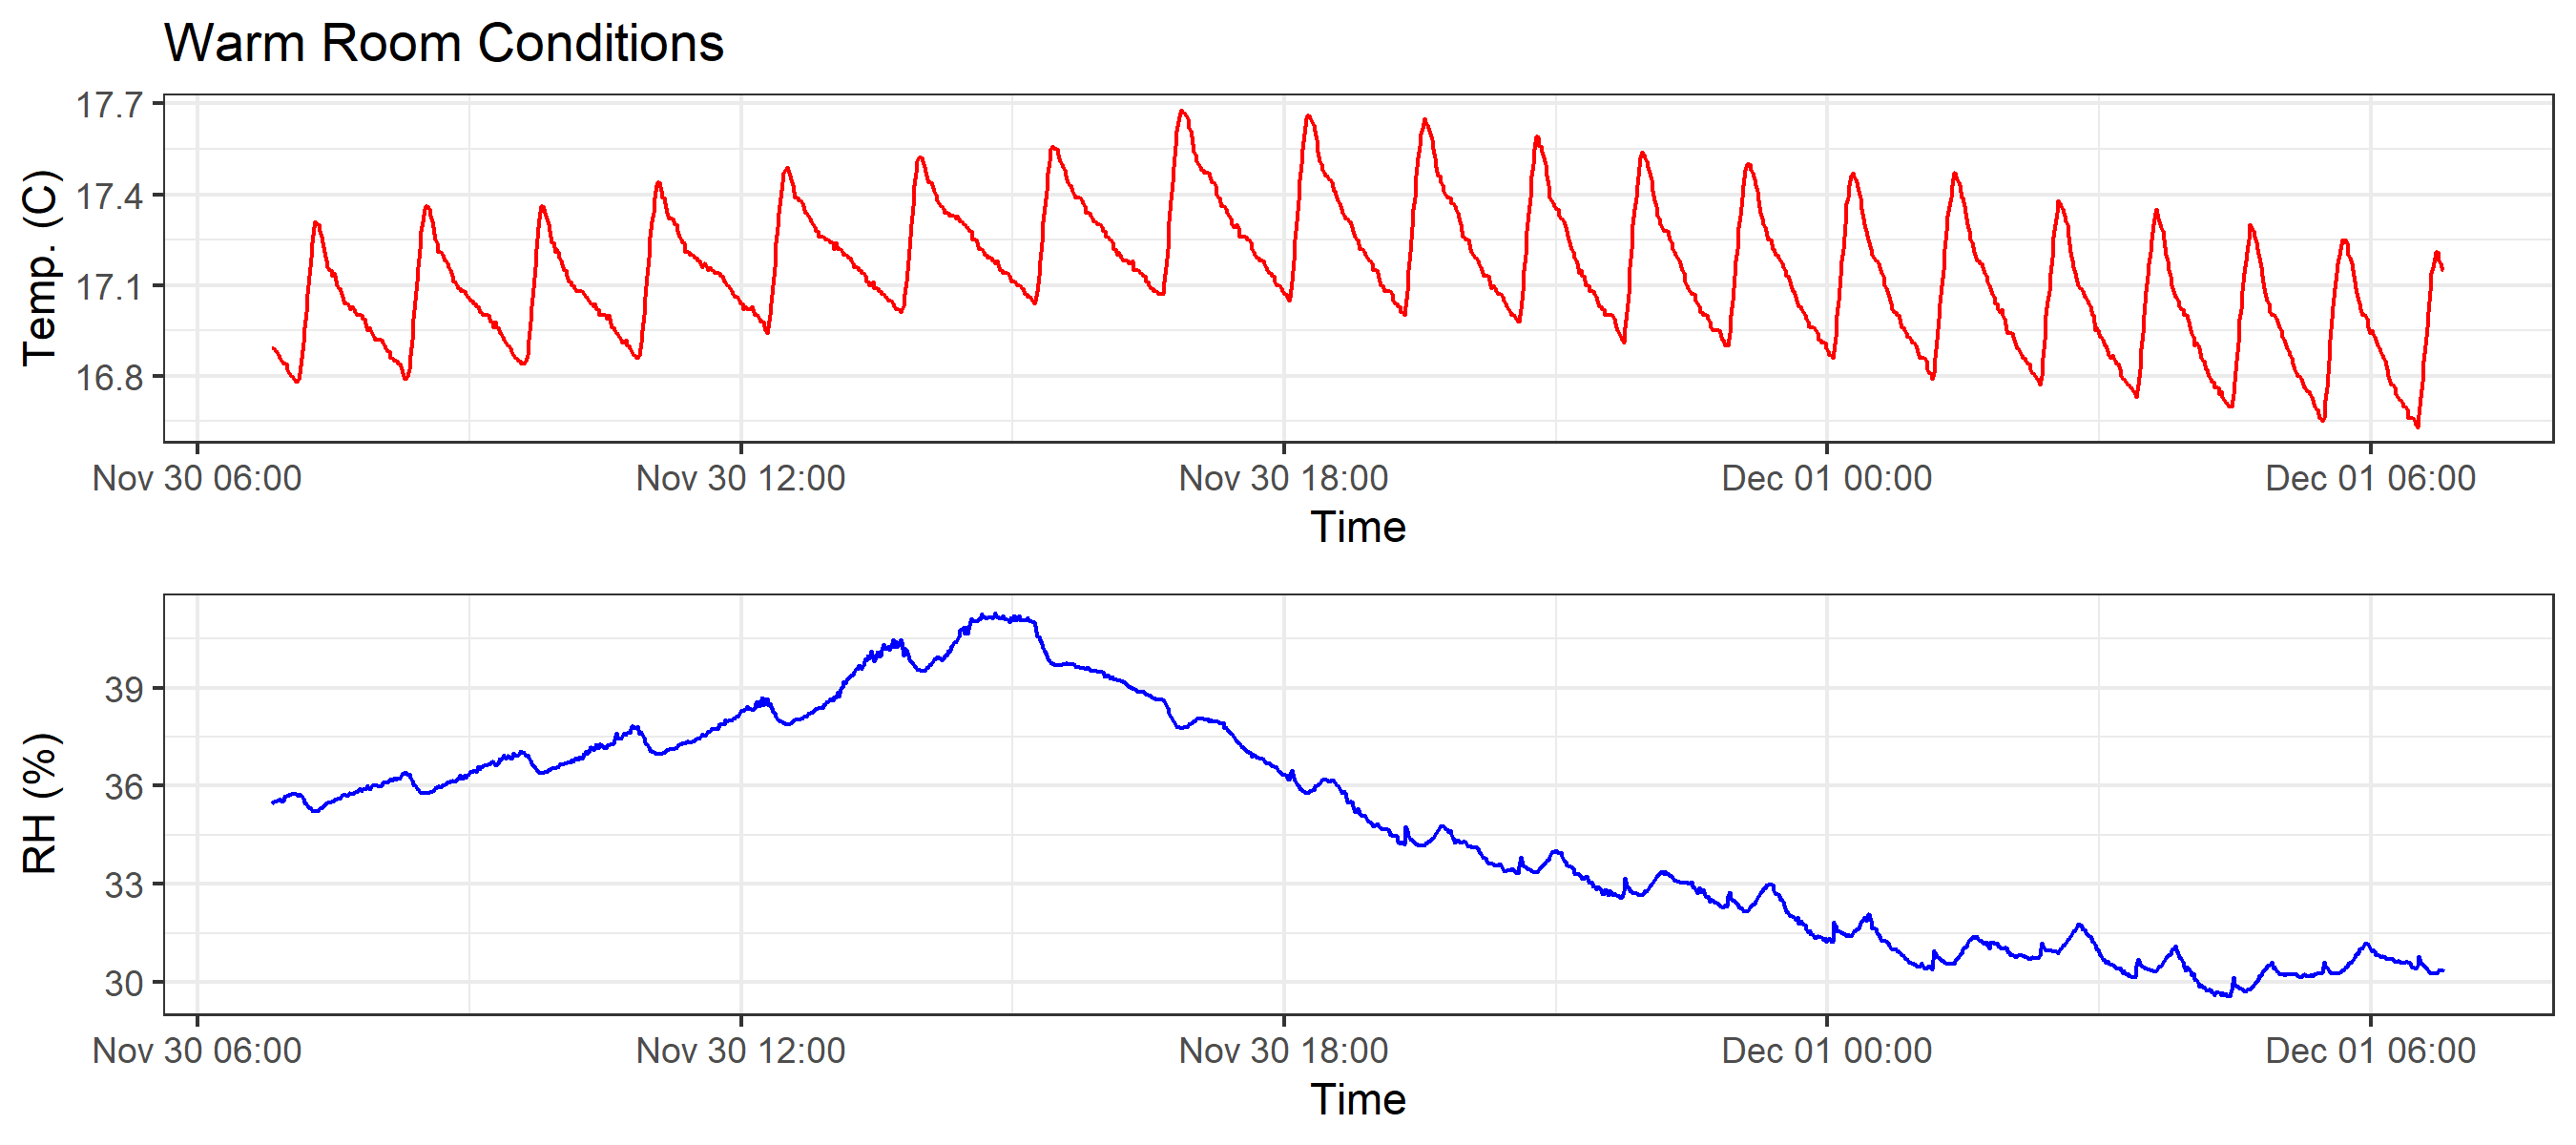 Warm Room Conditions
Temp. (C)
17.7
17.4
17.1
16.8
Nov 30 06:00 Nov 30 12:00 Nov 30 18:00 Dec 01 00:00 Dec 01 06:00
Time
RH (%)
39
36
33
30
Nov 30 06:00 Nov 30 12:00 Nov 30 18:00 Dec 01 00:00 Dec 01 06:00
Time